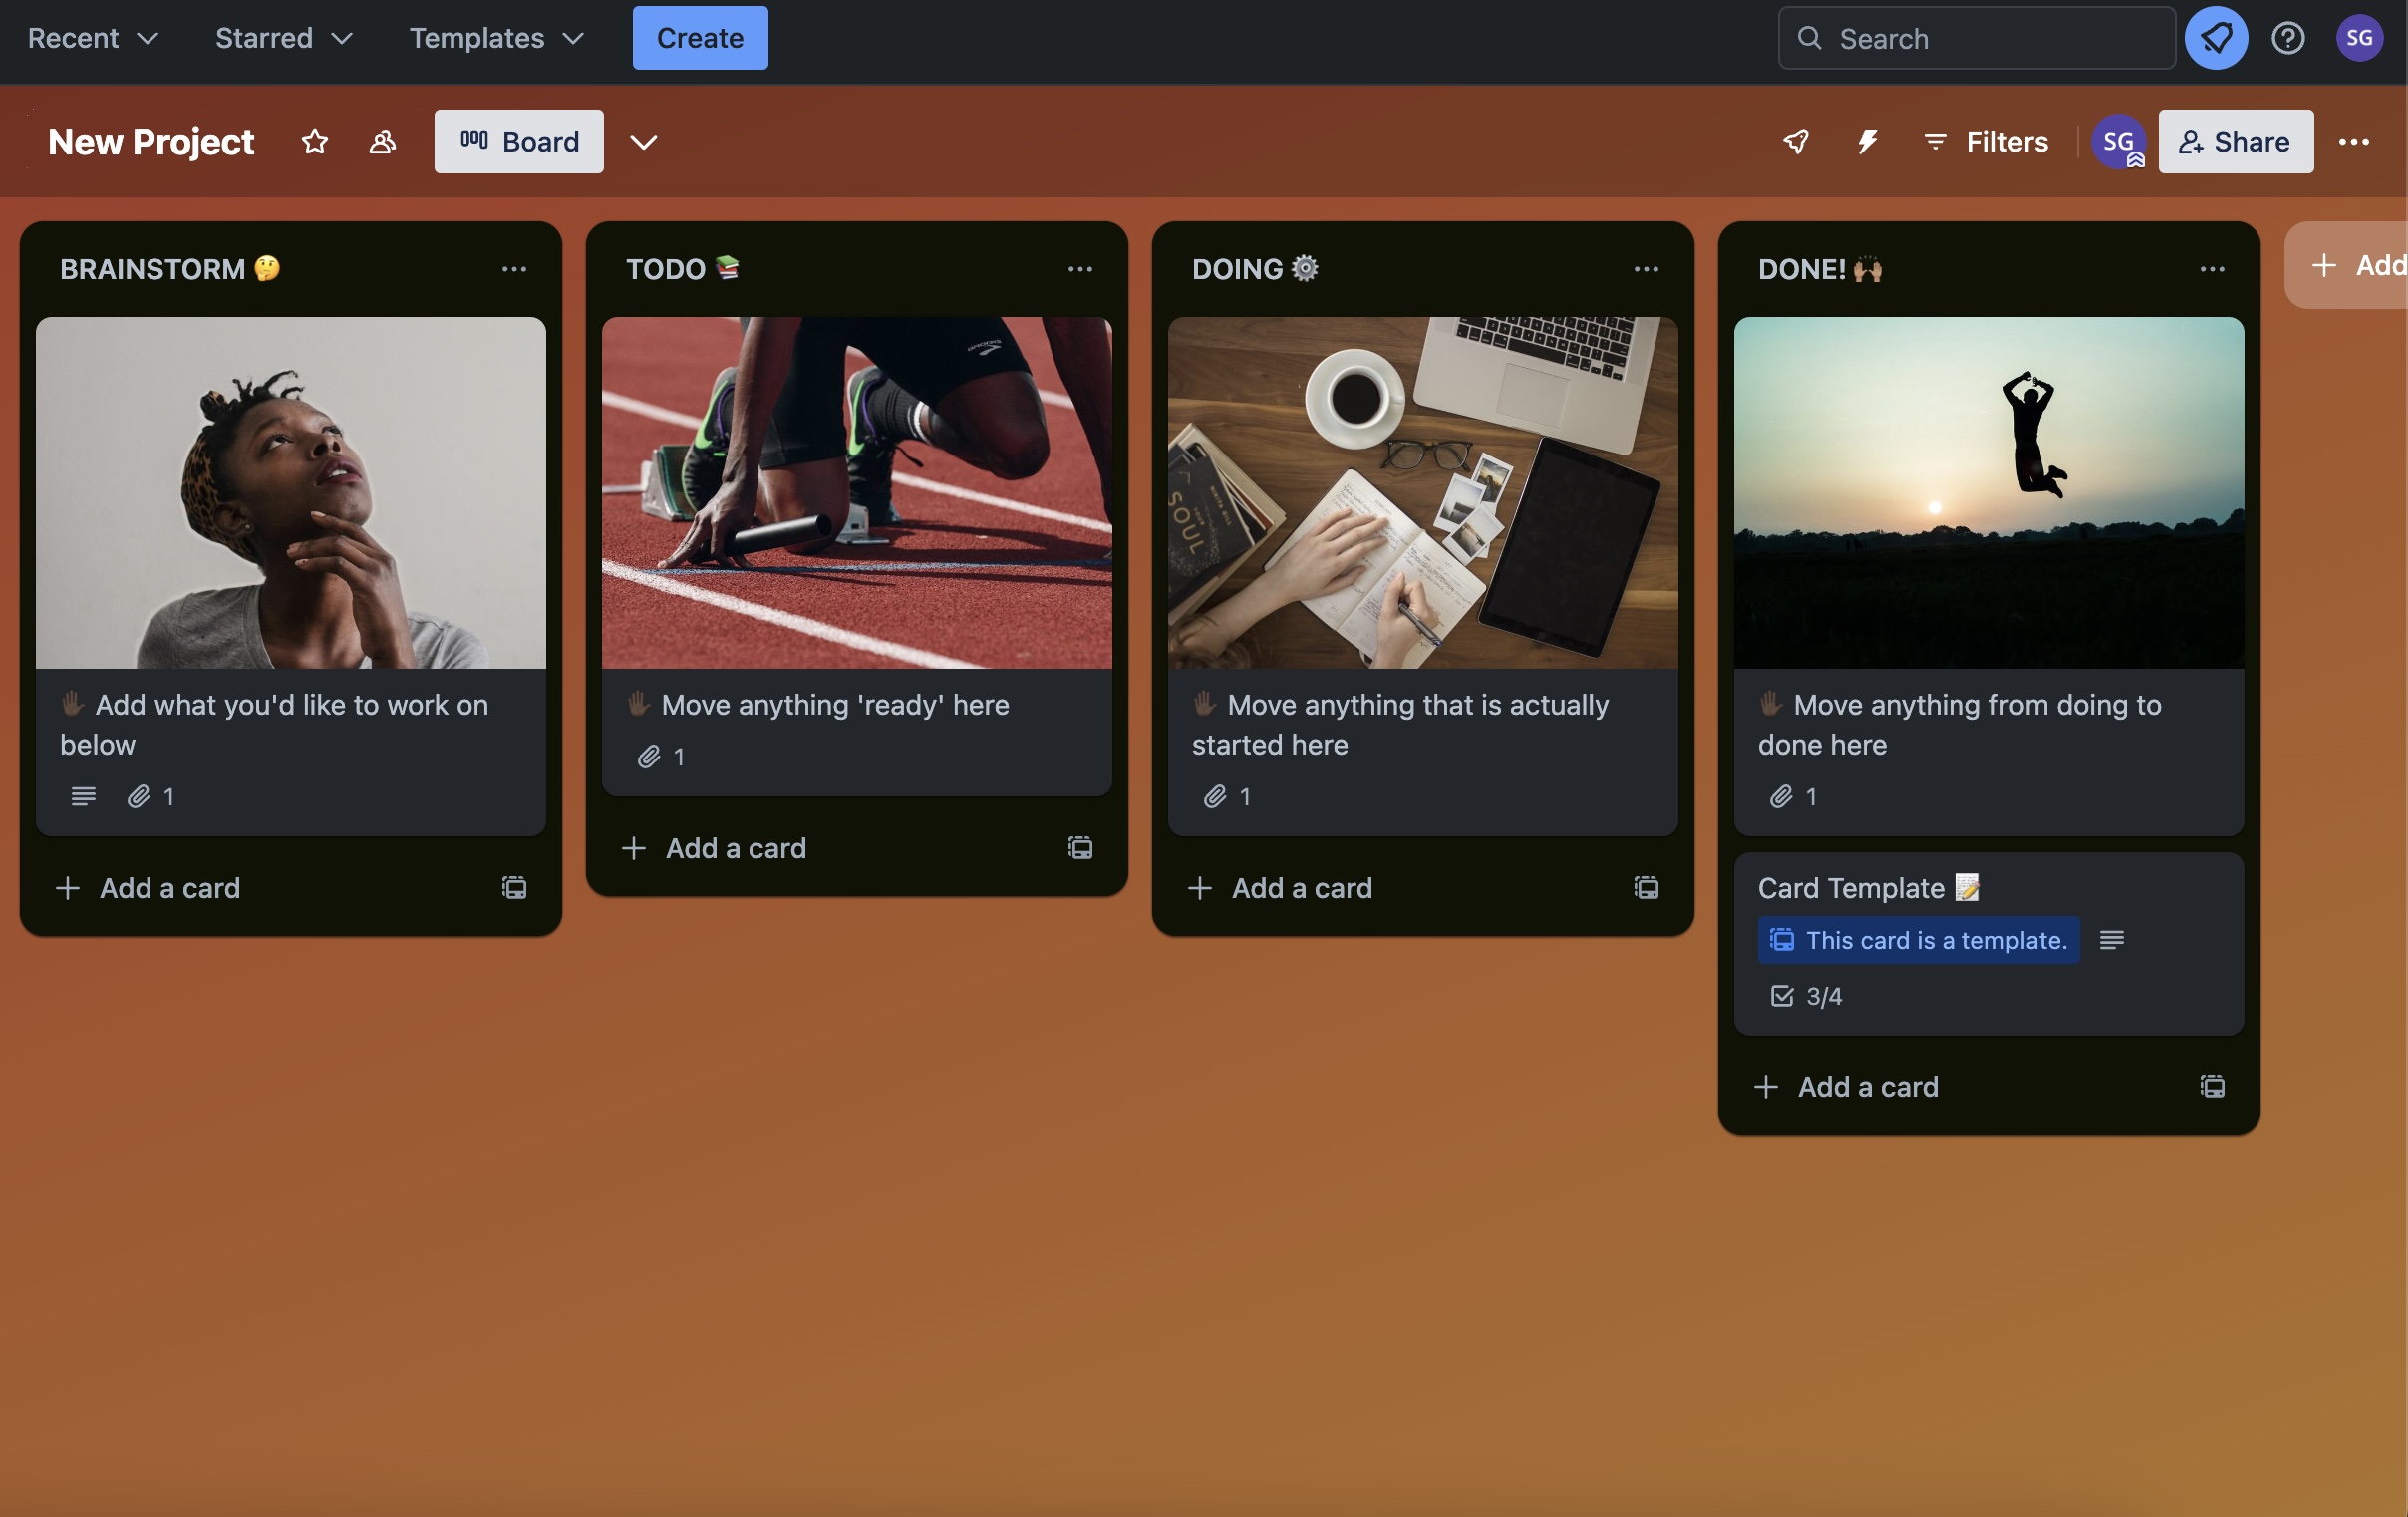 Recent
Starred
Templates
Create
Search
SG
New Project
Board
Filters
SG
Share
BRAINSTORM 🤔
Add what you'd like to work on
below
1
Add a card
TODO 📚
BROOKS
Move anything 'ready' here
1
Add a card
DOING ⚙️
YOUR
SOUL
Move anything that is actually
started here
1
Add a card
DONE! 🙌🏽
Move anything from doing to
done here
1
Card Template 📝
This card is a template.
3/4
Add a card
Add